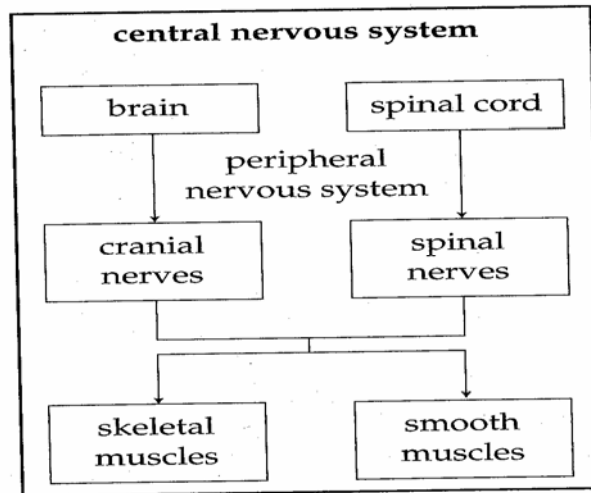 central nervous system
brain
spinal cord
peripheral
nervous system
cranial
nerves
spinal
nerves
skeletal
muscles
smooth
muscles